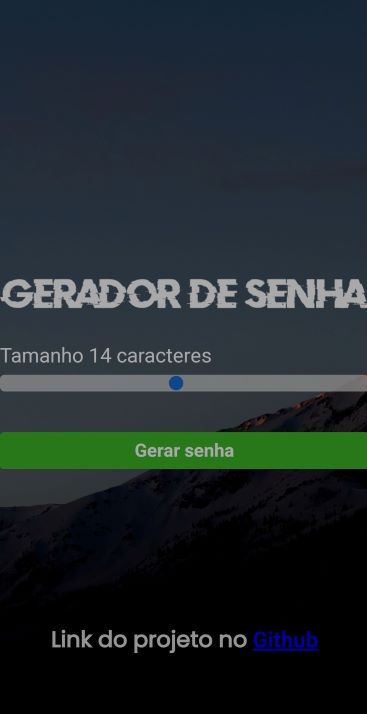 GERADOR DE SENHA
Tamanho 14 caracteres
Gerar senha
Link do projeto no Github